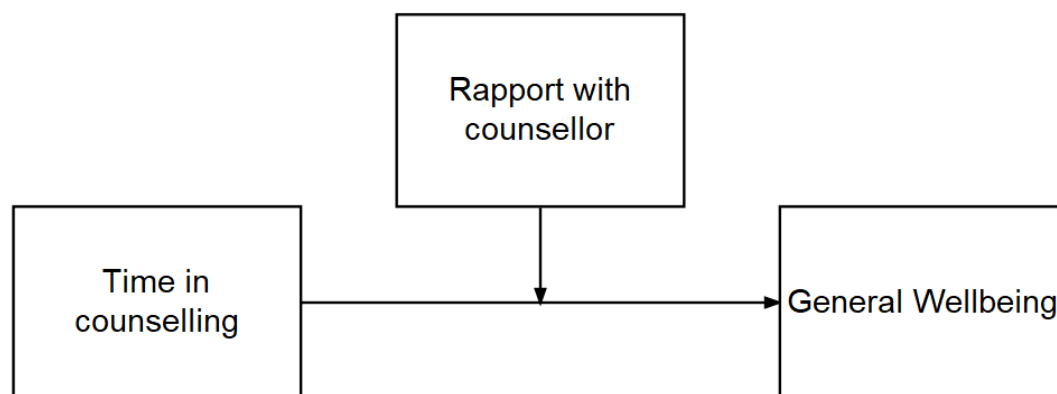 Rapport with
counsellor
Time in
counselling
General Wellbeing